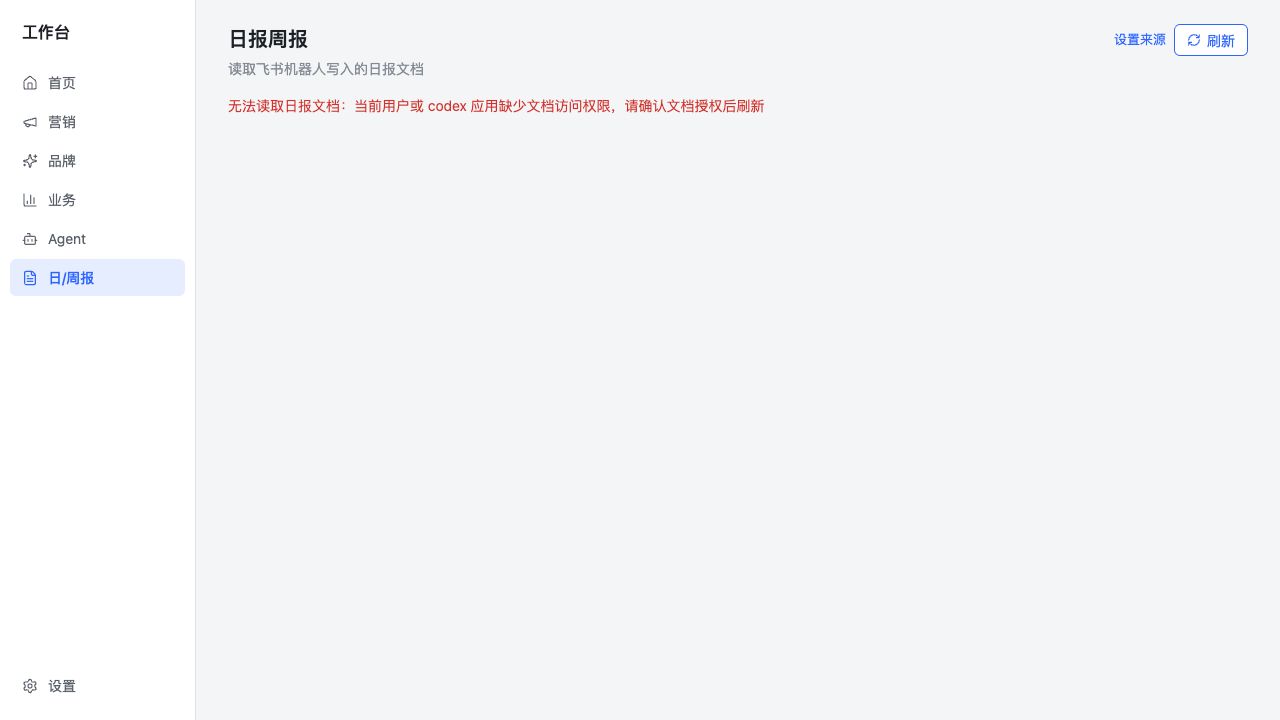 工作台
首页
营销
品牌
业务
Agent
日/周报
设置
日报周报
读取飞书机器人写入的日报文档
设置来源
刷新
无法读取日报文档：当前用户或 codex 应用缺少文档访问权限，请确认文档授权后刷新